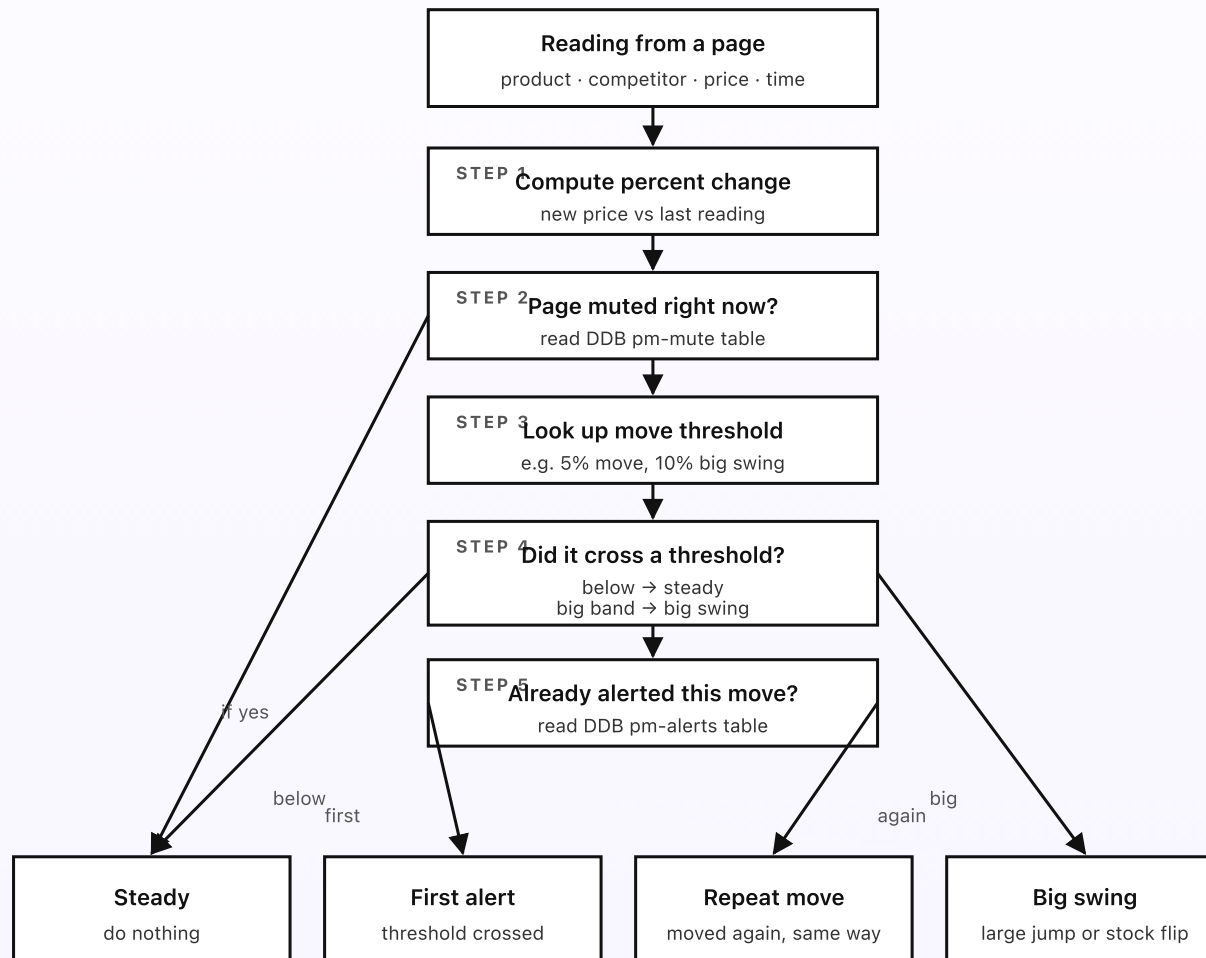 Reading from a page
product · competitor · price · time
STEP 1
Compute percent change
new price vs last reading
STEP 2
Page muted right now?
read DDB pm-mute table
STEP 3
Look up move threshold
e.g. 5% move, 10% big swing
STEP 4
Did it cross a threshold?
below → steady
big band → big swing
STEP 5
Already alerted this move?
read DDB pm-alerts table
if yes
below
first
big
again
Steady
do nothing
First alert
threshold crossed
Repeat move
moved again, same way
Big swing
large jump or stock flip